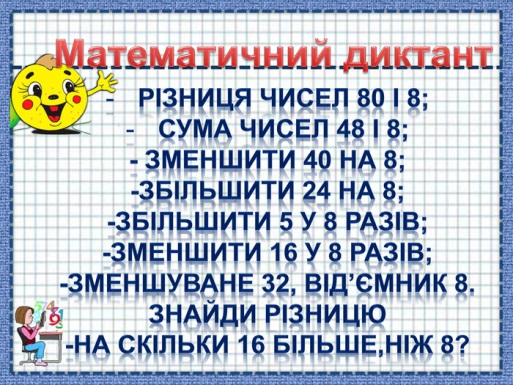 Математичний диктант
- РІЗНИЦЯ ЧИСЕЛ 80 І 8;
- СУМА ЧИСЕЛ 48 І 8;
- ЗМЕНШИТИ 40 НА 8;
-ЗБІЛЬШИТИ 24 НА 8;
-ЗБІЛЬШИТИ 5 У 8 РАЗІВ;
-ЗМЕНШИТИ 16 У 8 РАЗІВ;
-ЗМЕНШУВАНЕ 32, ВІД’ЄМНИК 8.
ЗНАЙДИ РІЗНИЦЮ
-НА СКІЛЬКИ 16 БІЛЬШЕ,НІЖ 8?